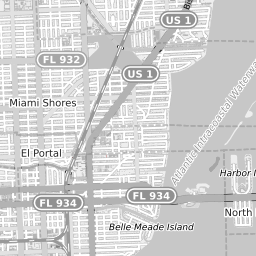 US 1
FL 932
US 1
Miami Shores
Atlantic Intracoastal Waterway
El Portal
Harbor
FL 934
FL 934
North
Belle Meade Island